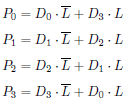 P₀ = D₀ · L̅ + D₃ · L
P₁ = D₁ · L̅ + D₂ · L
P₂ = D₂ · L̅ + D₁ · L
P₃ = D₃ · L̅ + D₀ · L